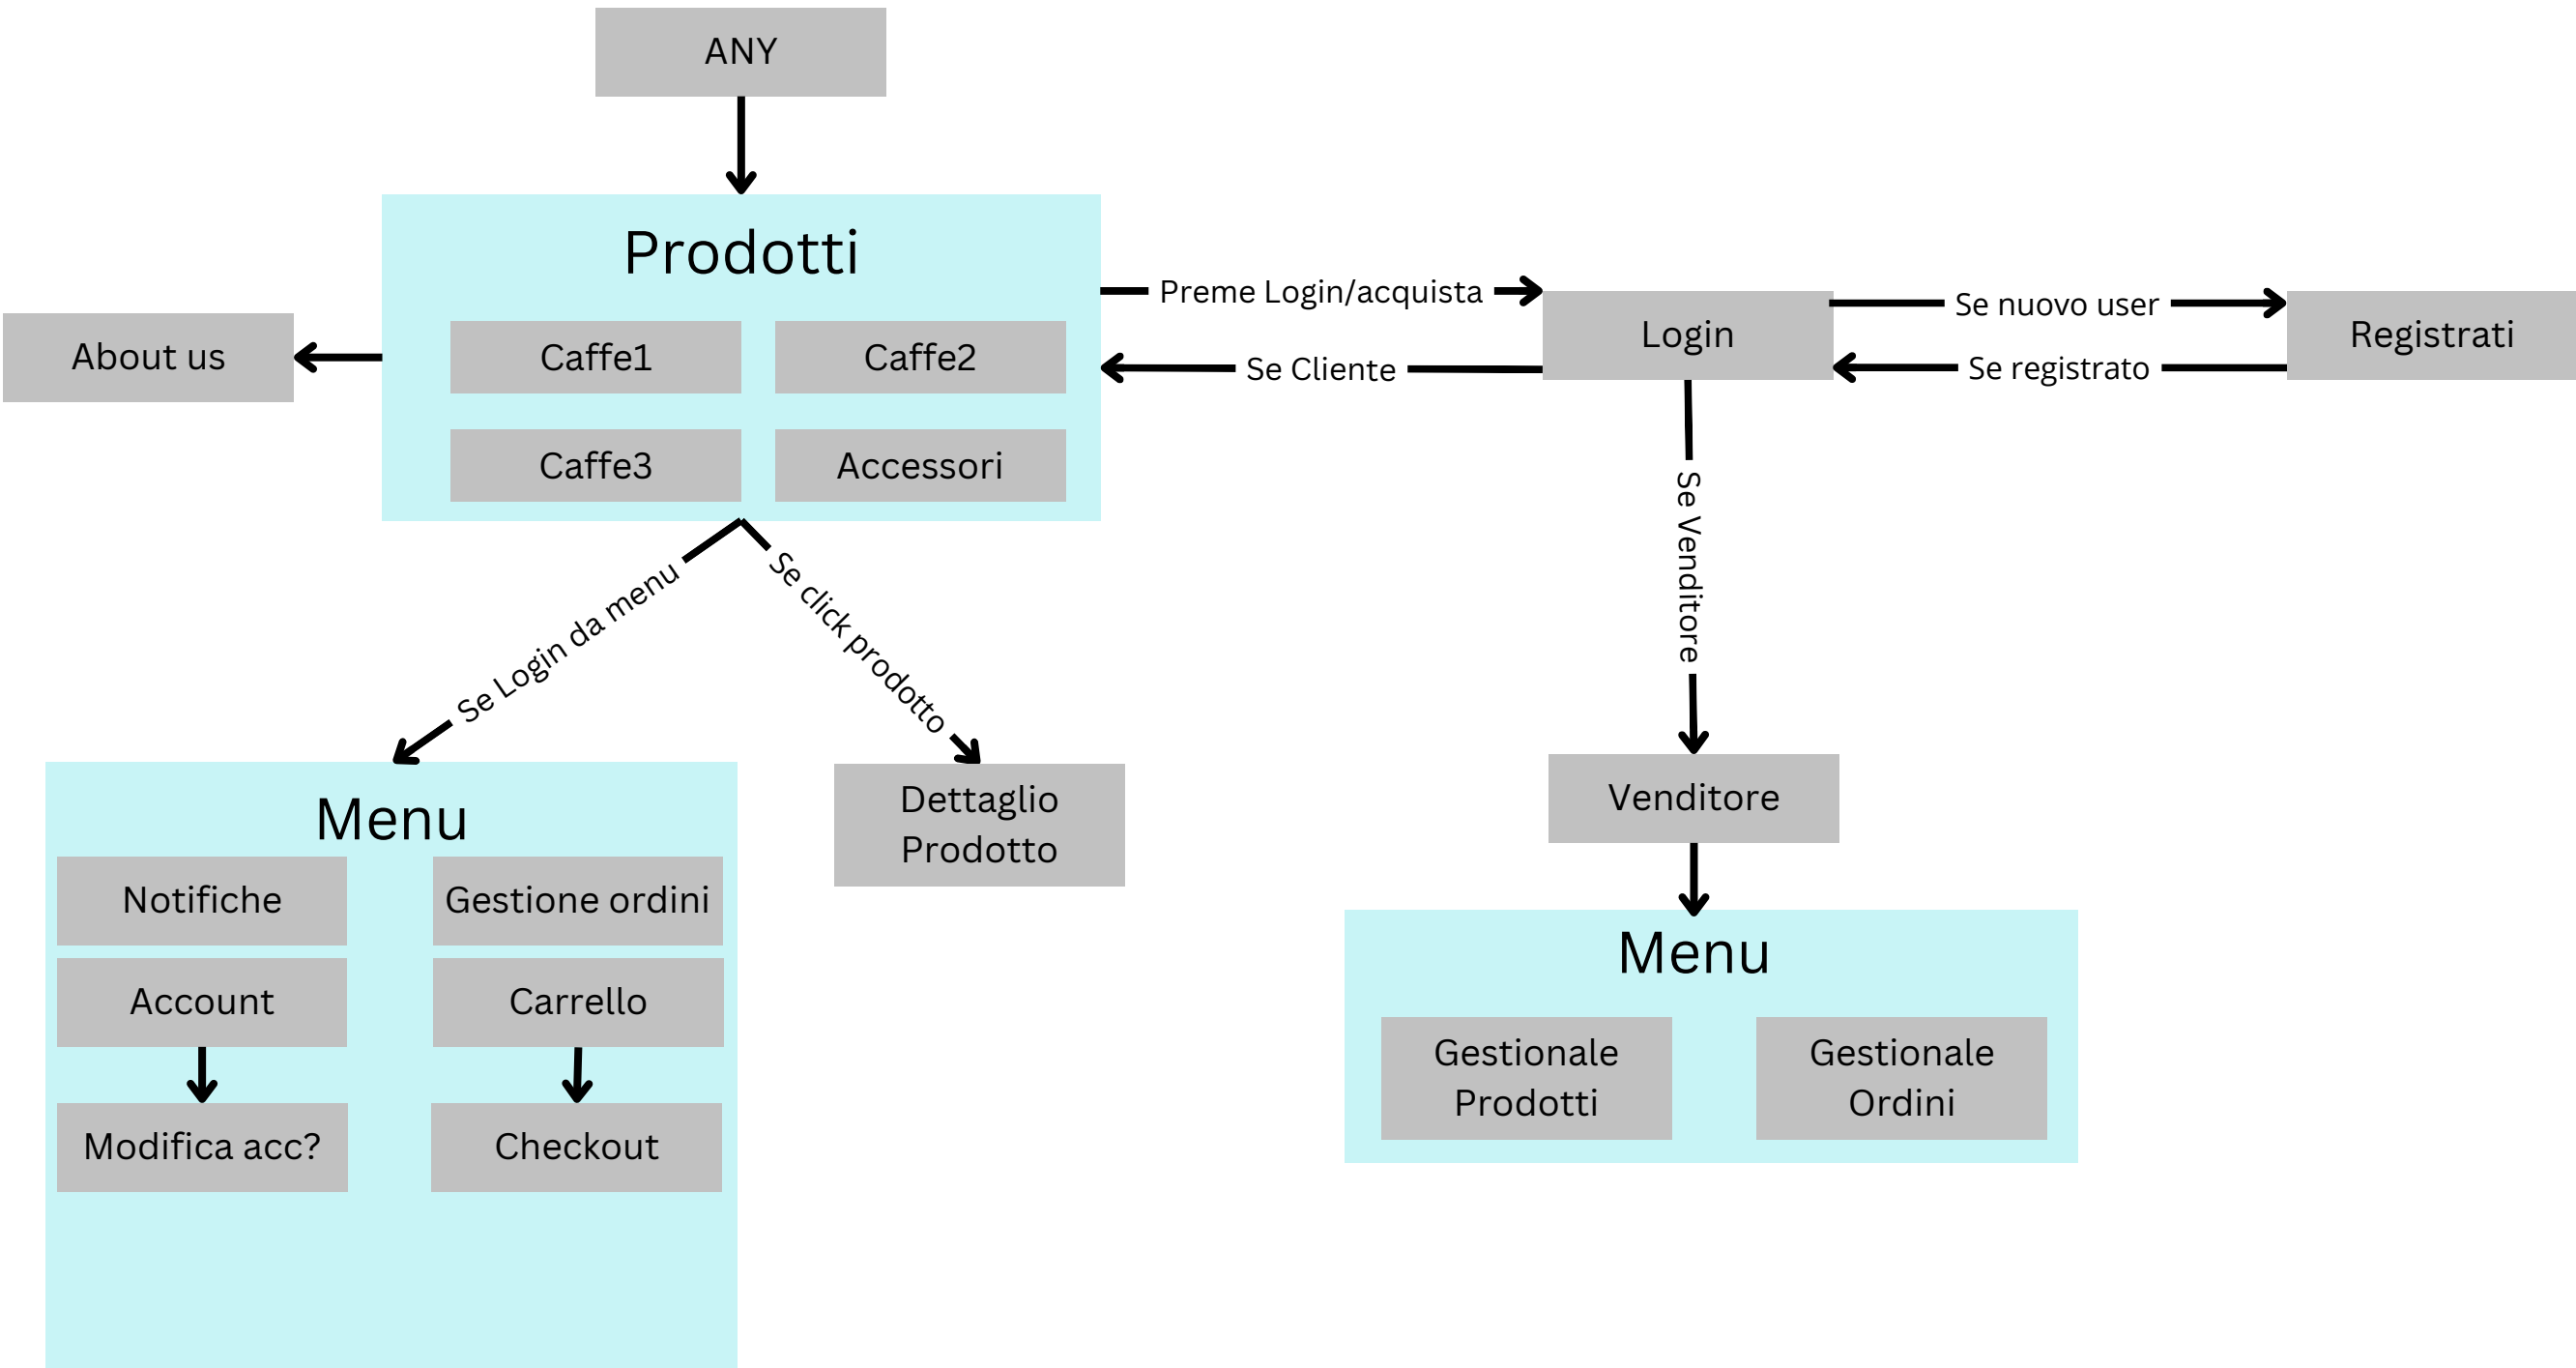 ANY
Prodotti
Caffe1
Caffe2
Caffe3
Accessori
About us
Preme Login/acquista
Se Cliente
Login
Se nuovo user
Se registrato
Registrati
Se Login da menu
Se click prodotto
Se Venditore
Menu
Notifiche
Gestione ordini
Account
Carrello
Modifica acc?
Checkout
Dettaglio
Prodotto
Venditore
Menu
Gestionale
Prodotti
Gestionale
Ordini